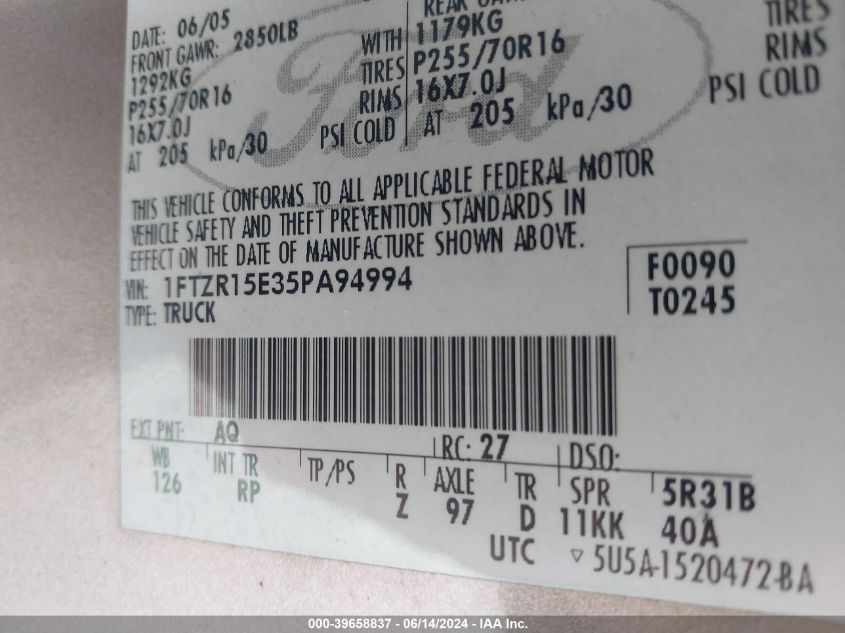 DATE: 06/05
FRONT GAWR: 2850LB
1292KG WITH
P255/70R16 TIRES
16X7.0J RIMS
AT 205 kPa/30 PSI COLD
REAR GAWR
1179KG TIRES
P255/70R16 RIMS
16X7.0J PSI COLD
AT 205 kPa/30
Ford
THIS VEHICLE CONFORMS TO ALL APPLICABLE FEDERAL MOTOR
VEHICLE SAFETY AND THEFT PREVENTION STANDARDS IN
EFFECT ON THE DATE OF MANUFACTURE SHOWN ABOVE.
VIN: 1FTZR15E35PA94994
TYPE: TRUCK
F0090
T0245
EXT PNT: AQ RC: 27 DSO:
WB INT TR TP/PS R AXLE TR SPR 5R31B
126 RP Z 97 D 11KK 40A
UTC ▿ 5U5A-1520472-BA
000-39658837 - 06/14/2024 - IAA Inc.